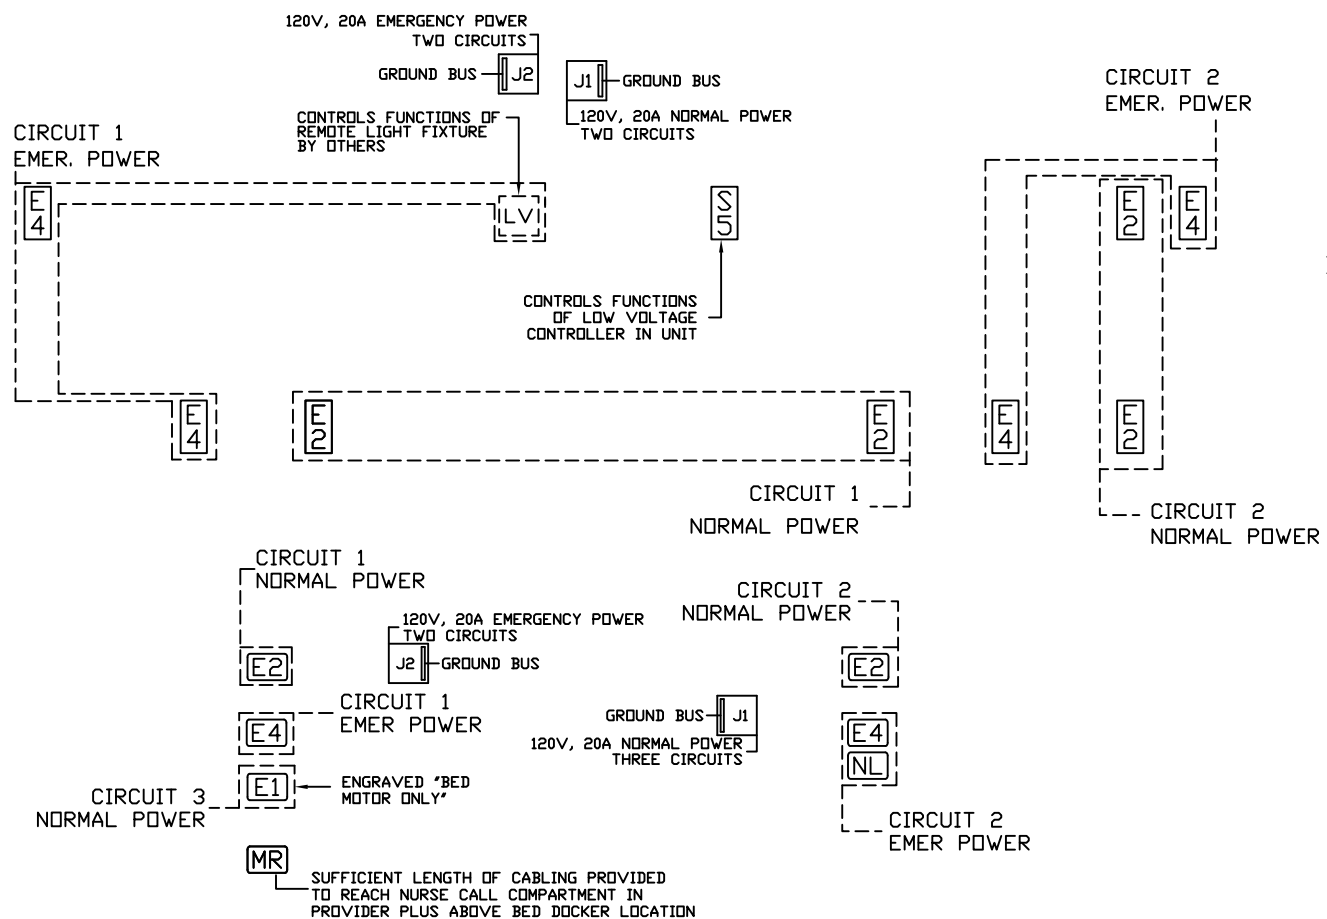 120V, 20A EMERGENCY POWER
TWO CIRCUITS
GROUND BUS
J2
J1
GROUND BUS
120V, 20A NORMAL POWER
TWO CIRCUITS
CONTROLS FUNCTIONS OF
REMOTE LIGHT FIXTURE
BY OTHERS
CIRCUIT 1
EMER. POWER
CIRCUIT 2
EMER. POWER
E
4
LV
S
5
E
2
E
4
CONTROLS FUNCTIONS
OF LOW VOLTAGE
CONTROLLER IN UNIT
E
4
E
2
E
2
E
4
E
2
CIRCUIT 1
NORMAL POWER
CIRCUIT 2
NORMAL POWER
CIRCUIT 1
NORMAL POWER
CIRCUIT 2
NORMAL POWER
120V, 20A EMERGENCY POWER
TWO CIRCUITS
J2
GROUND BUS
E2
E2
CIRCUIT 1
EMER POWER
E4
GROUND BUS
J1
120V, 20A NORMAL POWER
THREE CIRCUITS
E4
NL
E1
ENGRAVED "BED
MOTOR ONLY"
CIRCUIT 3
NORMAL POWER
CIRCUIT 2
EMER POWER
MR
SUFFICIENT LENGTH OF CABLING PROVIDED
TO REACH NURSE CALL COMPARTMENT IN
PROVIDER PLUS ABOVE BED DOCKER LOCATION